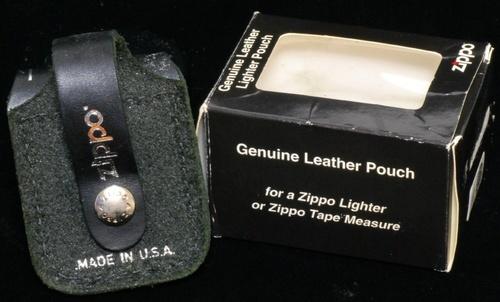 zippo
MADE IN U.S.A.
Genuine Leather
Lighter Pouch
zippo
Genuine Leather Pouch
for a Zippo Lighter
or Zippo Tape Measure